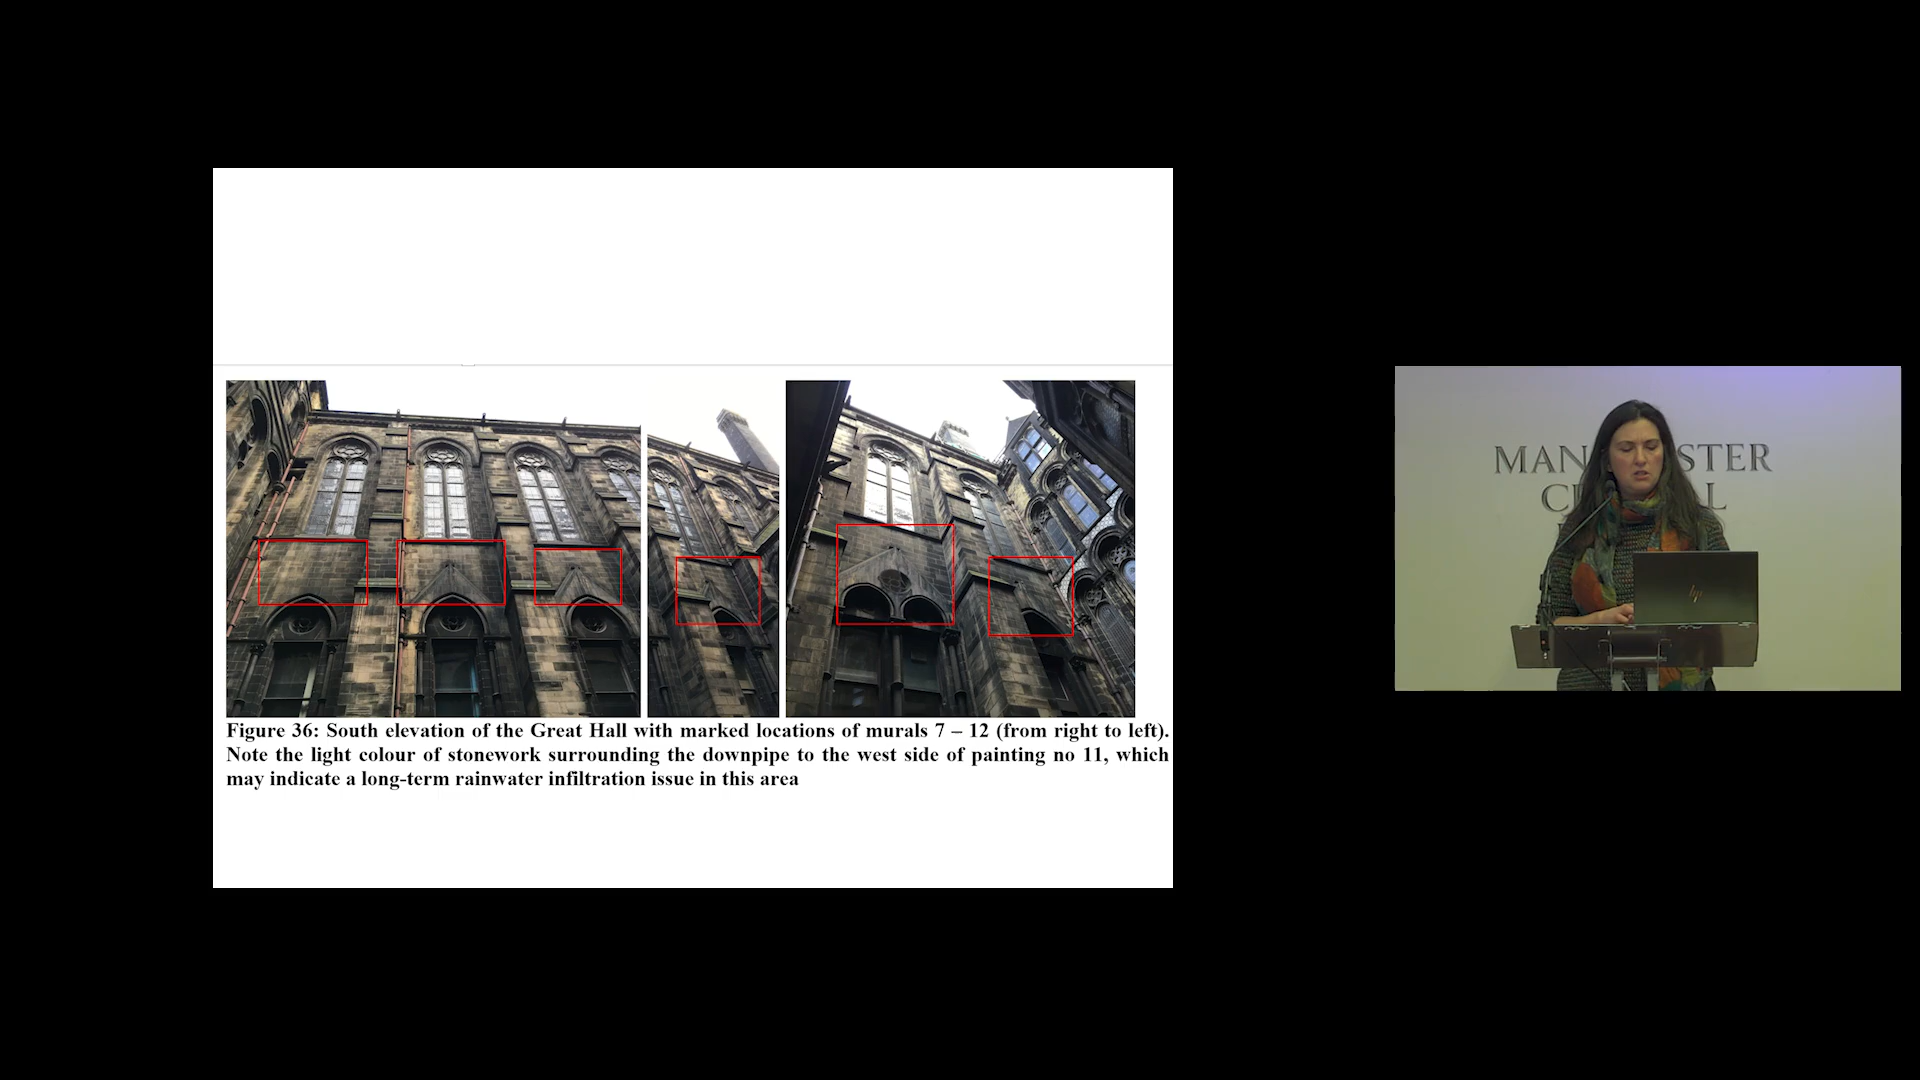 Figure 36: South elevation of the Great Hall with marked locations of murals 7 – 12 (from right to left).
Note the light colour of stonework surrounding the downpipe to the west side of painting no 11, which
may indicate a long-term rainwater infiltration issue in this area
hp